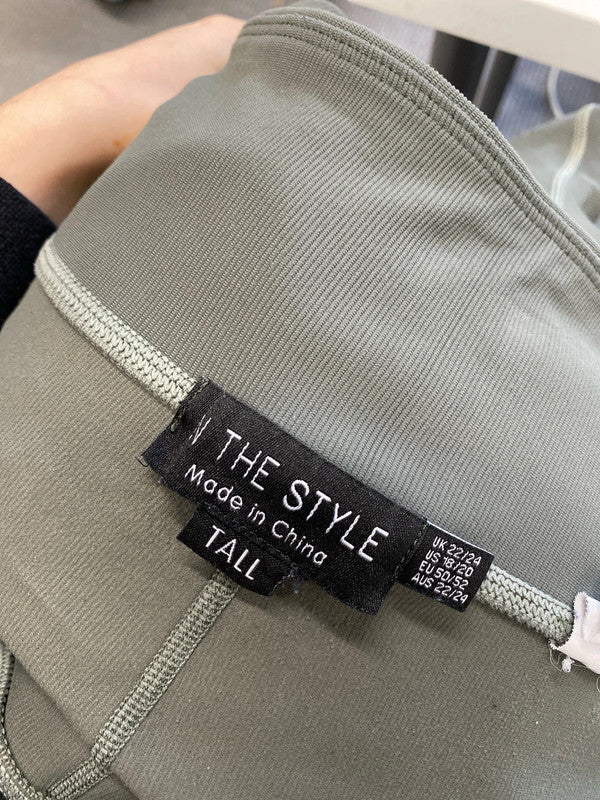 THE STYLE
Made in China
TALL
UK 22/24
US 18/20
EU 50/52
AUS 22/24